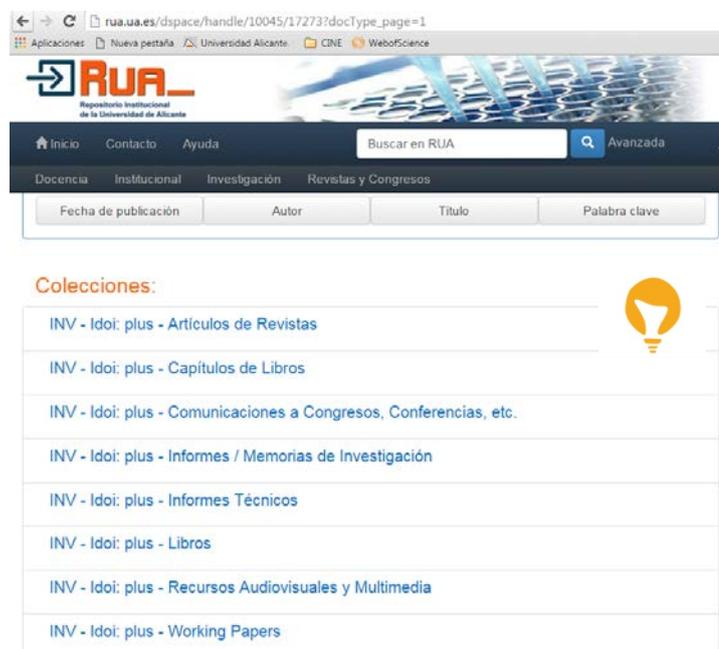 rua.ua.es/dspace/handle/10045/17273?docType_page=1
Aplicaciones Nueva pestaña Universidad Alicante. CINE WebofScience
RUA_
Repositorio Institucional
de la Universidad de Alicante
Inicio Contacto Ayuda Buscar en RUA Avanzada
Docencia Institucional Investigación Revistas y Congresos
Fecha de publicación Autor Título Palabra clave
Colecciones:
INV - Idoi: plus - Artículos de Revistas
INV - Idoi: plus - Capítulos de Libros
INV - Idoi: plus - Comunicaciones a Congresos, Conferencias, etc.
INV - Idoi: plus - Informes / Memorias de Investigación
INV - Idoi: plus - Informes Técnicos
INV - Idoi: plus - Libros
INV - Idoi: plus - Recursos Audiovisuales y Multimedia
INV - Idoi: plus - Working Papers